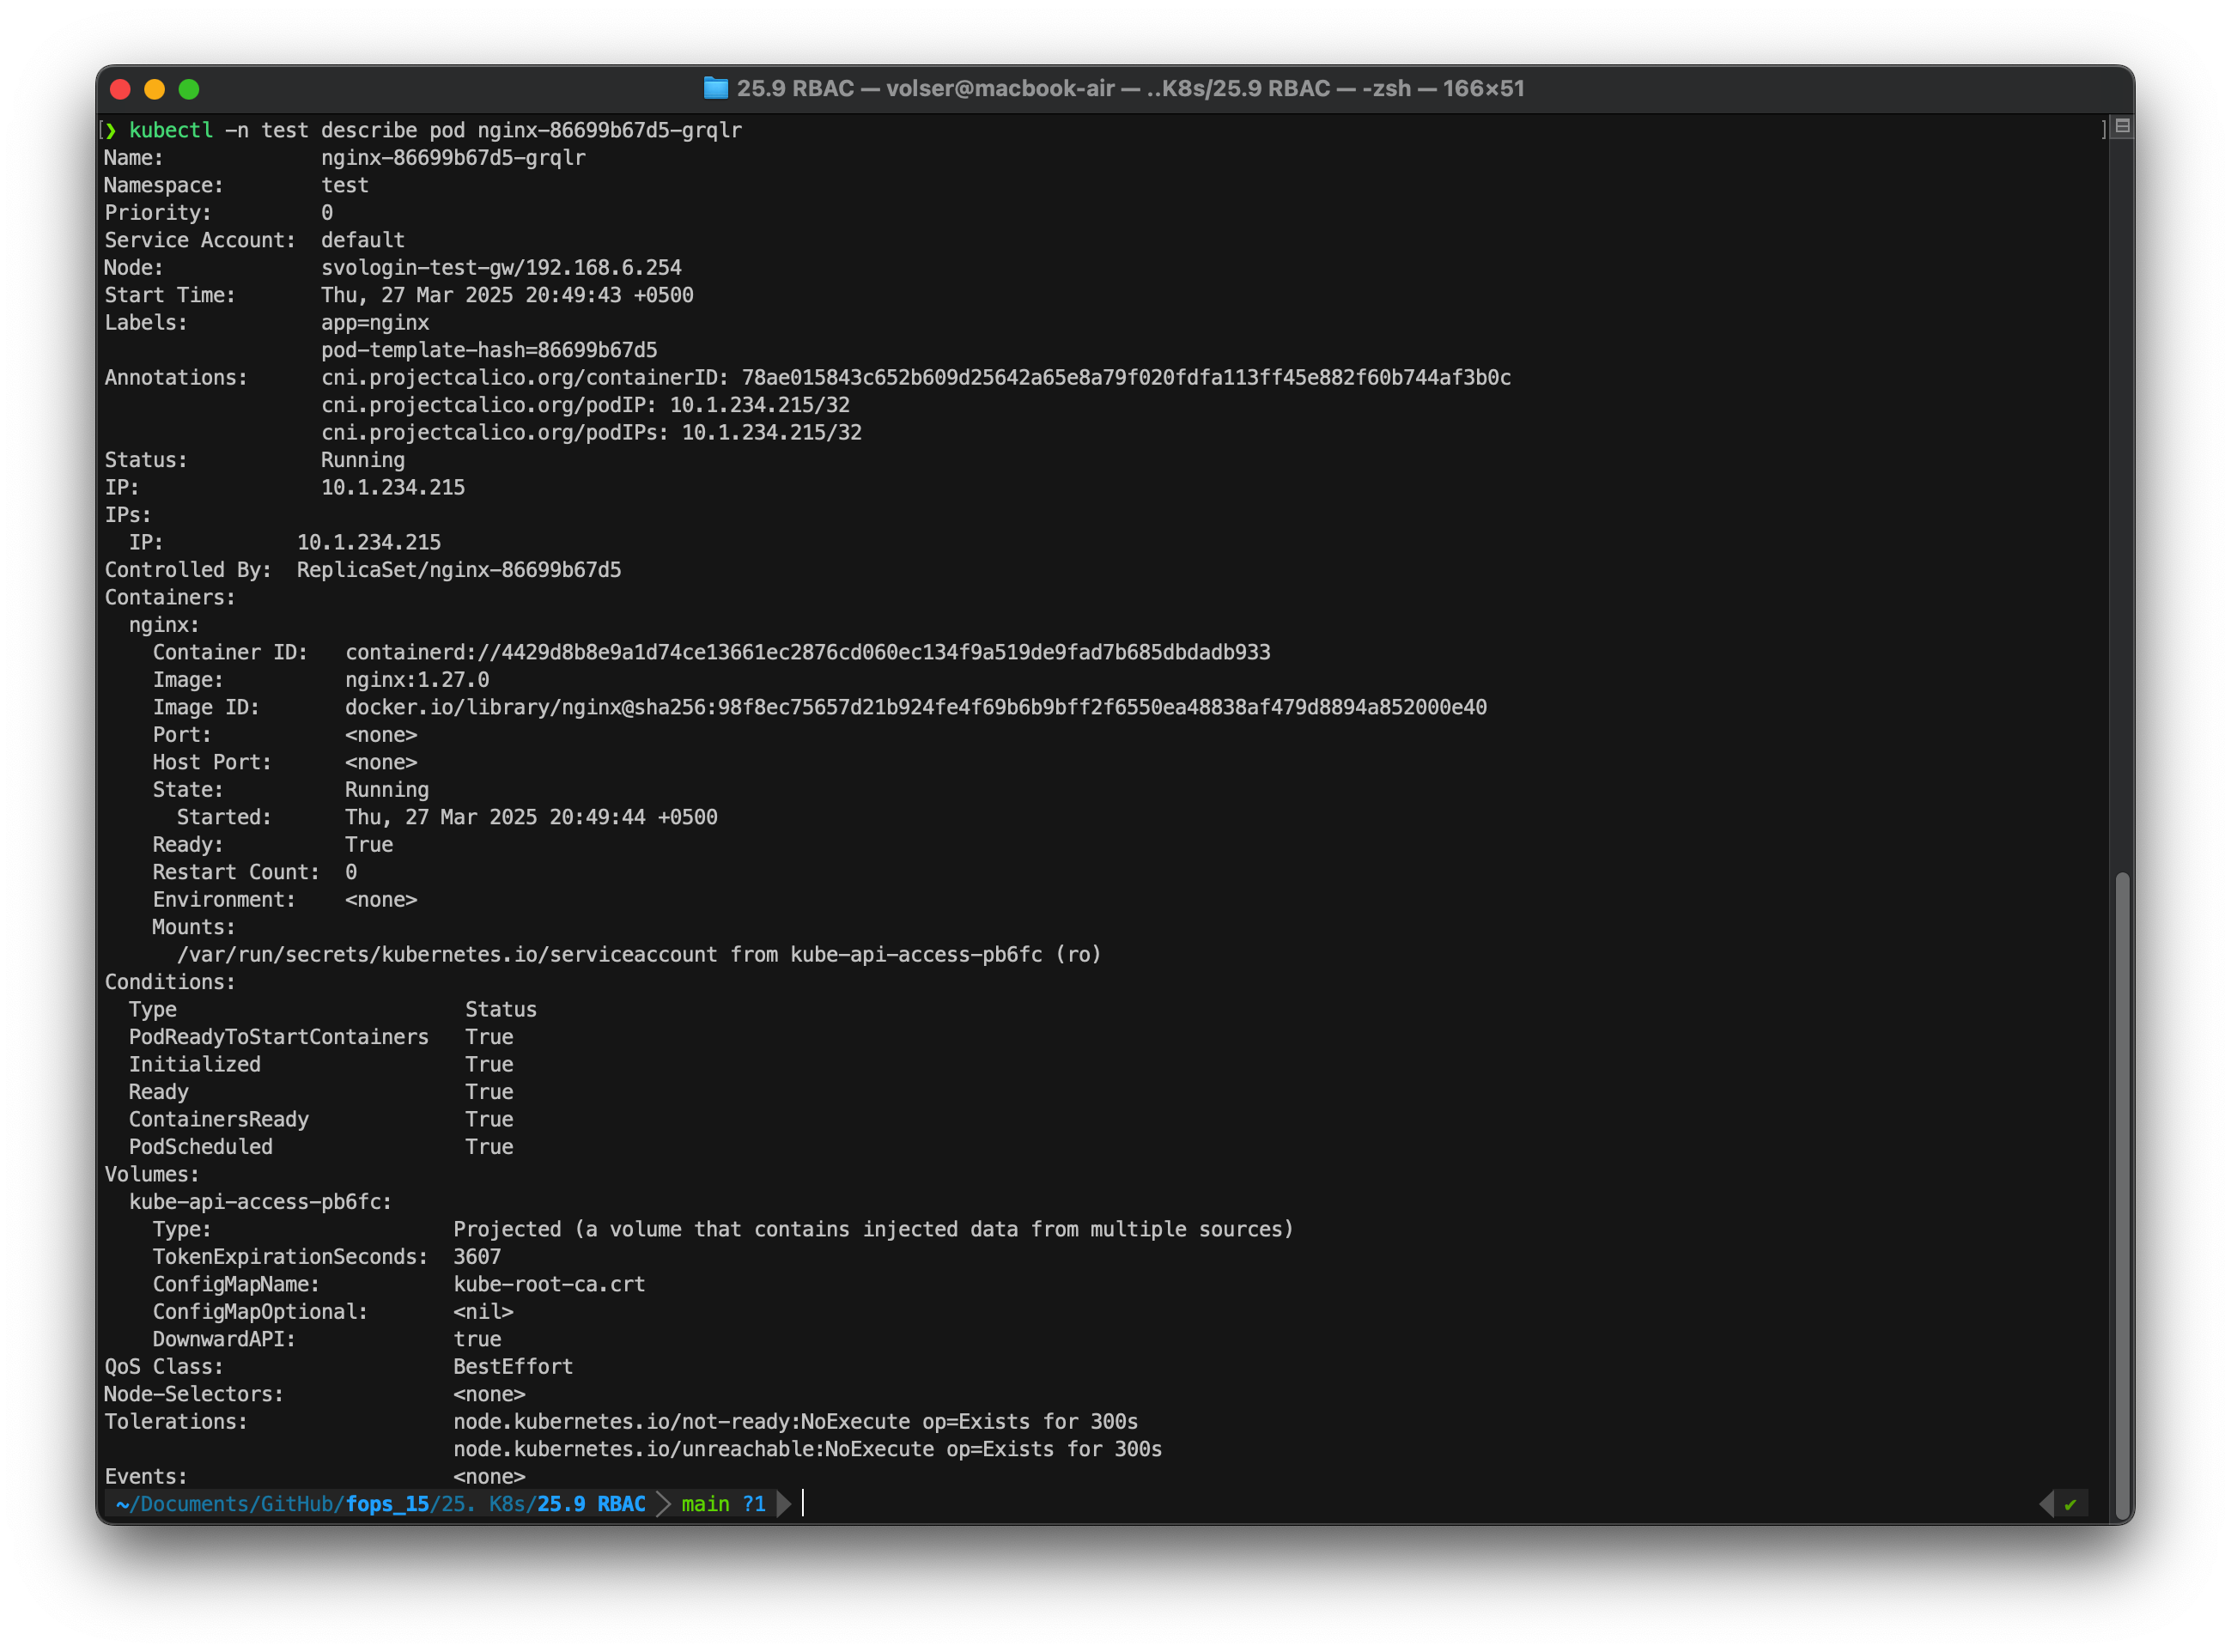 25.9 RBAC — volser@macbook-air — ..K8s/25.9 RBAC — -zsh — 166×51
[❯ kubectl -n test describe pod nginx-86699b67d5-grqlr ]
Name:             nginx-86699b67d5-grqlr
Namespace:        test
Priority:         0
Service Account:  default
Node:             svologin-test-gw/192.168.6.254
Start Time:       Thu, 27 Mar 2025 20:49:43 +0500
Labels:           app=nginx
                  pod-template-hash=86699b67d5
Annotations:      cni.projectcalico.org/containerID: 78ae015843c652b609d25642a65e8a79f020fdfa113ff45e882f60b744af3b0c
                  cni.projectcalico.org/podIP: 10.1.234.215/32
                  cni.projectcalico.org/podIPs: 10.1.234.215/32
Status:           Running
IP:               10.1.234.215
IPs:
  IP:           10.1.234.215
Controlled By:  ReplicaSet/nginx-86699b67d5
Containers:
  nginx:
    Container ID:   containerd://4429d8b8e9a1d74ce13661ec2876cd060ec134f9a519de9fad7b685dbdadb933
    Image:          nginx:1.27.0
    Image ID:       docker.io/library/nginx@sha256:98f8ec75657d21b924fe4f69b6b9bff2f6550ea48838af479d8894a852000e40
    Port:           <none>
    Host Port:      <none>
    State:          Running
      Started:      Thu, 27 Mar 2025 20:49:44 +0500
    Ready:          True
    Restart Count:  0
    Environment:    <none>
    Mounts:
      /var/run/secrets/kubernetes.io/serviceaccount from kube-api-access-pb6fc (ro)
Conditions:
  Type                        Status
  PodReadyToStartContainers   True
  Initialized                 True
  Ready                       True
  ContainersReady             True
  PodScheduled                True
Volumes:
  kube-api-access-pb6fc:
    Type:                    Projected (a volume that contains injected data from multiple sources)
    TokenExpirationSeconds:  3607
    ConfigMapName:           kube-root-ca.crt
    ConfigMapOptional:       <nil>
    DownwardAPI:             true
QoS Class:                   BestEffort
Node-Selectors:              <none>
Tolerations:                 node.kubernetes.io/not-ready:NoExecute op=Exists for 300s
                             node.kubernetes.io/unreachable:NoExecute op=Exists for 300s
Events:                      <none>
~/Documents/GitHub/fops_15/25. K8s/25.9 RBAC > main ?1 ✔